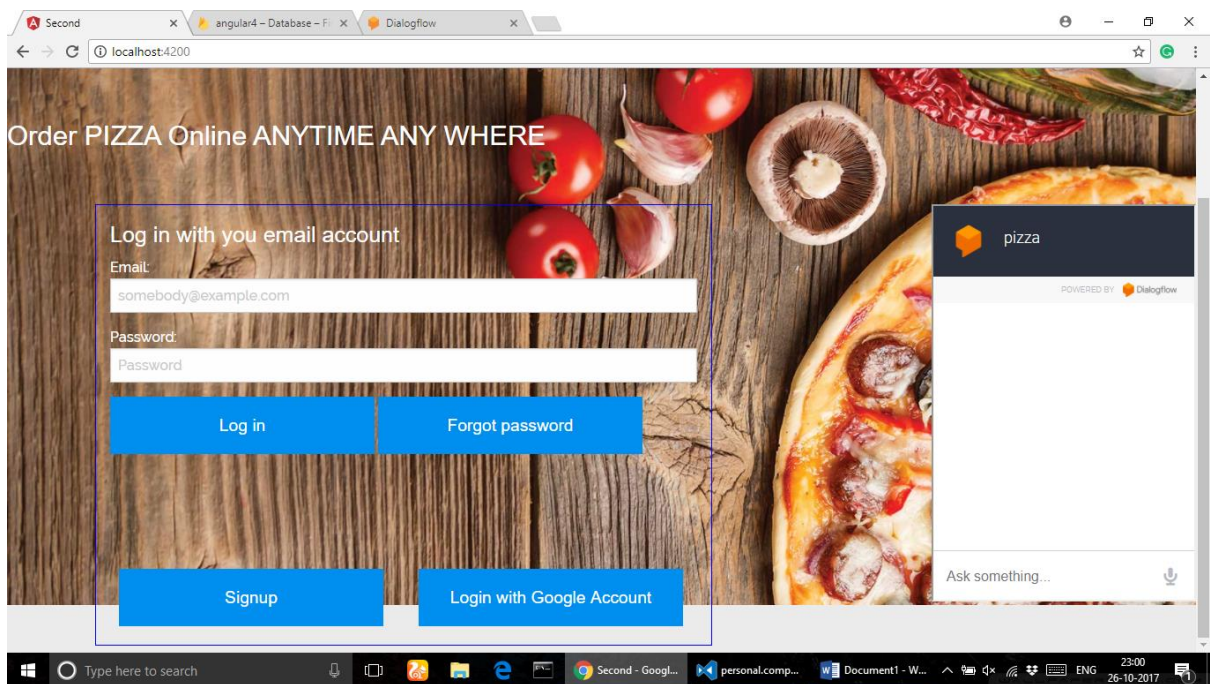 Second
angular4 – Database – Fi
Dialogflow
localhost:4200
Order PIZZA Online ANYTIME ANY WHERE
Log in with you email account
Email:
somebody@example.com
Password:
Password
Log in
Forgot password
Signup
Login with Google Account
pizza
POWERED BY Dialogflow
Ask something...
Type here to search
Second - Googl...
personal.comp...
Document1 - W...
ENG
23:00
26-10-2017
1